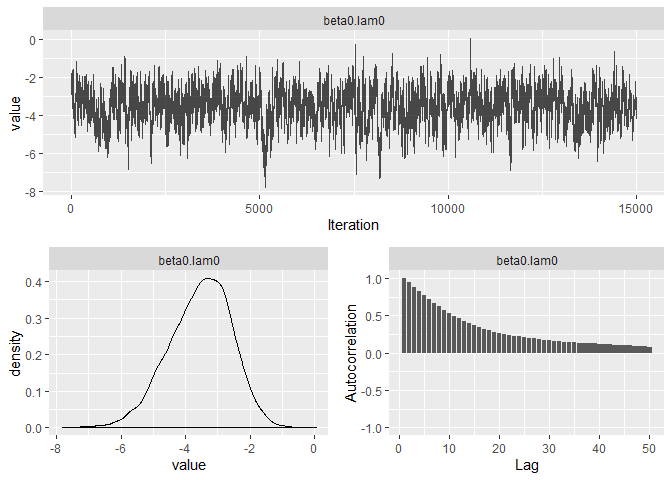 beta0.lam0
value
0
-2
-4
-6
-8
0 5000 10000 15000
Iteration
beta0.lam0 beta0.lam0
density
0.4
0.3
0.2
0.1
0.0
-8 -6 -4 -2 0
value
Autocorrelation
1.0
0.5
0.0
-0.5
-1.0
0 10 20 30 40 50
Lag